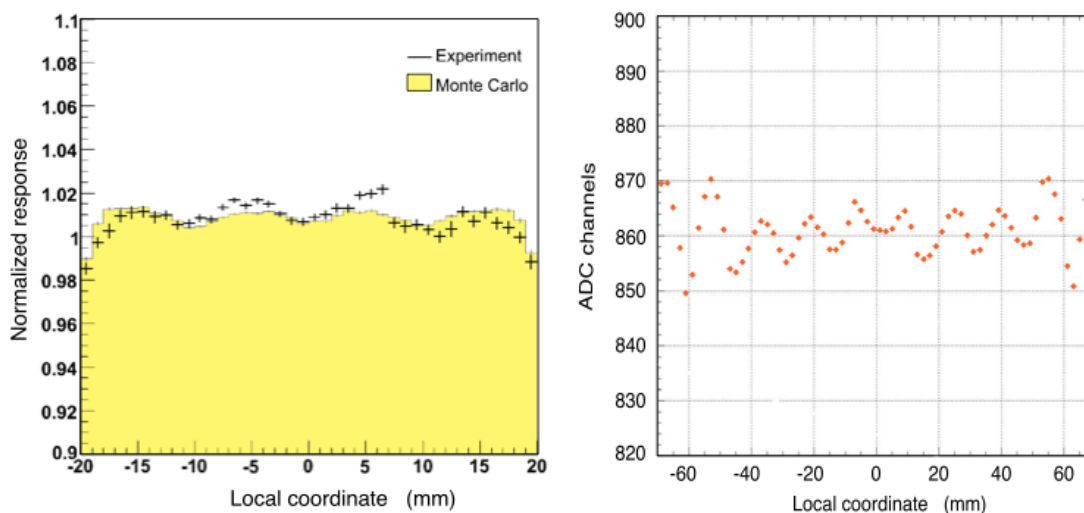 1.1
1.08
1.06
1.04
1.02
1
0.98
0.96
0.94
0.92
0.9
Normalized response
Experiment
Monte Carlo
-20 -15 -10 -5 0 5 10 15 20
Local coordinate (mm)
900
890
880
870
860
850
840
830
820
ADC channels
-60 -40 -20 0 20 40 60
Local coordinate (mm)